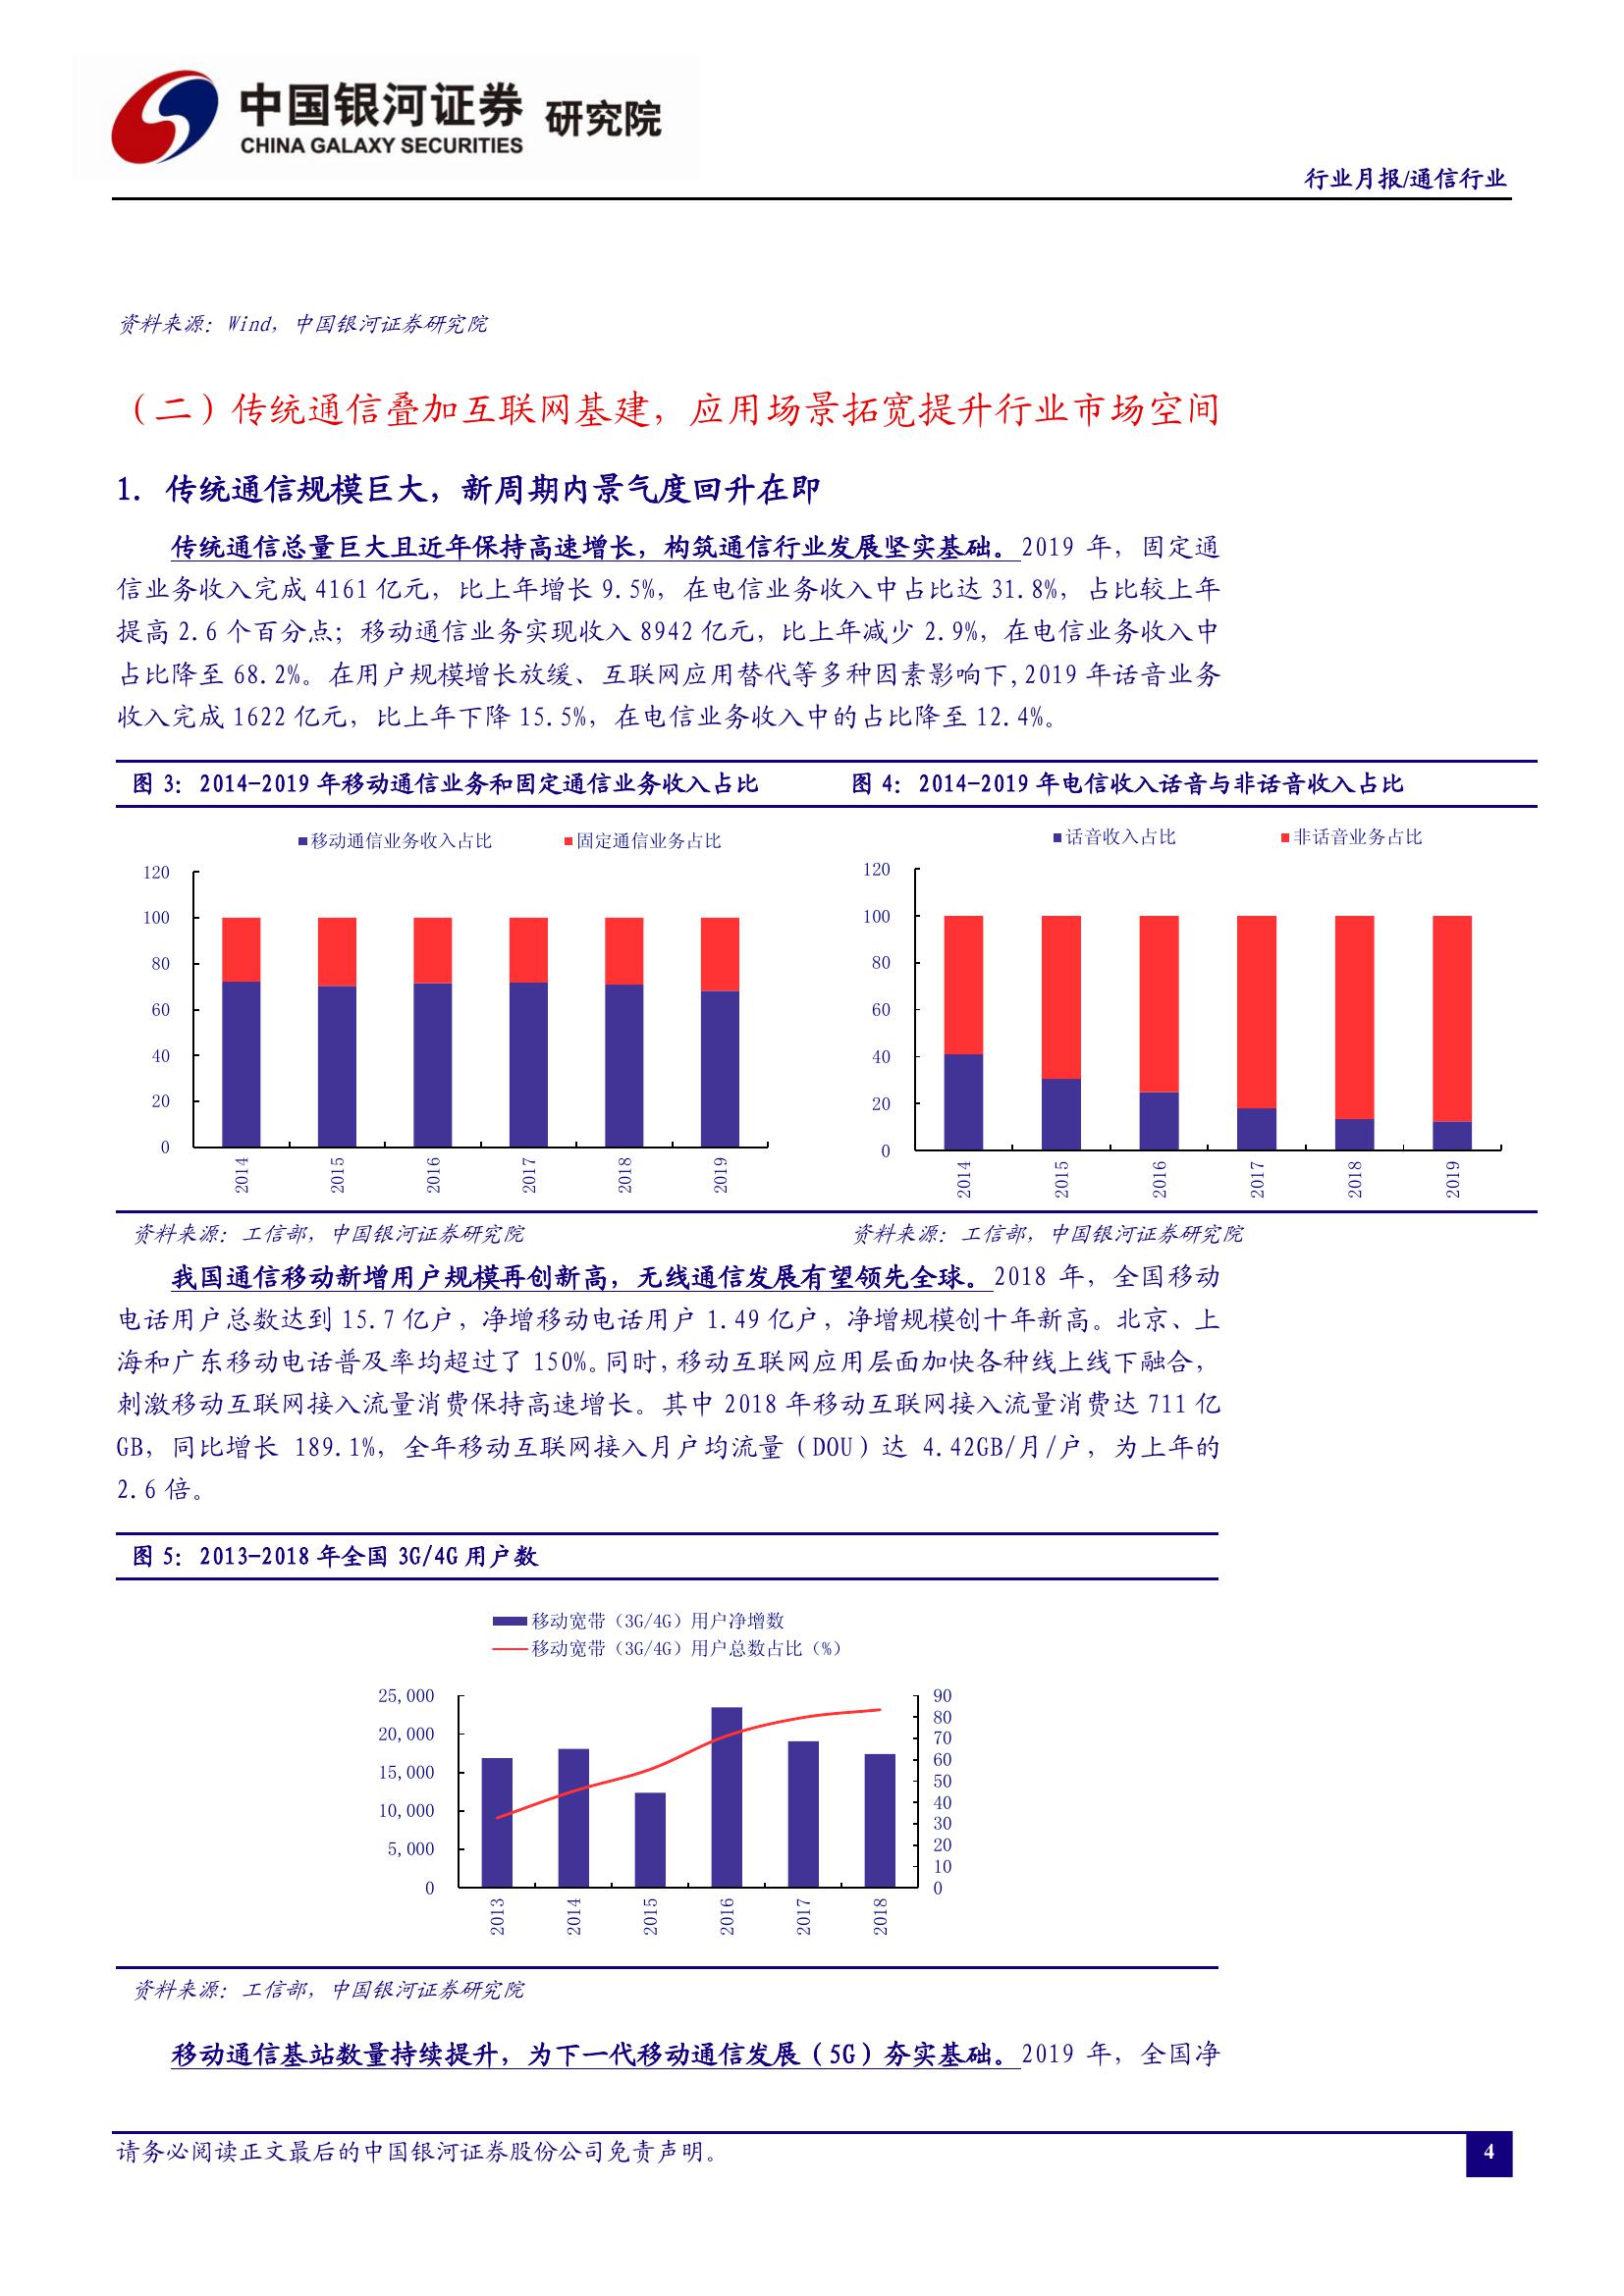 中国银河证券 研究院
CHINA GALAXY SECURITIES
行业月报/通信行业
资料来源：Wind，中国银河证券研究院
（二）传统通信叠加互联网基建，应用场景拓宽提升行业市场空间
1. 传统通信规模巨大，新周期内景气度回升在即
传统通信总量巨大且近年保持高速增长，构筑通信行业发展坚实基础。2019 年，固定通
信业务收入完成 4161 亿元，比上年增长 9.5%，在电信业务收入中占比达 31.8%，占比较上年
提高 2.6 个百分点；移动通信业务实现收入 8942 亿元，比上年减少 2.9%，在电信业务收入中
占比降至 68.2%。在用户规模增长放缓、互联网应用替代等多种因素影响下,2019 年话音业务
收入完成 1622 亿元，比上年下降 15.5%，在电信业务收入中的占比降至 12.4%。
图 3：2014-2019 年移动通信业务和固定通信业务收入占比
移动通信业务收入占比 固定通信业务占比
120
100
80
60
40
20
0
2014 2015 2016 2017 2018 2019
资料来源：工信部，中国银河证券研究院
图 4：2014-2019 年电信收入话音与非话音收入占比
话音收入占比 非话音业务占比
120
100
80
60
40
20
0
2014 2015 2016 2017 2018 2019
资料来源：工信部，中国银河证券研究院
我国通信移动新增用户规模再创新高，无线通信发展有望领先全球。2018 年，全国移动
电话用户总数达到 15.7 亿户，净增移动电话用户 1.49 亿户，净增规模创十年新高。北京、上
海和广东移动电话普及率均超过了 150%。同时，移动互联网应用层面加快各种线上线下融合，
刺激移动互联网接入流量消费保持高速增长。其中 2018 年移动互联网接入流量消费达 711 亿
GB，同比增长 189.1%，全年移动互联网接入月户均流量（DOU）达 4.42GB/月/户，为上年的
2.6 倍。
图 5：2013-2018 年全国 3G/4G 用户数
移动宽带（3G/4G）用户净增数
移动宽带（3G/4G）用户总数占比（%）
25,000
20,000
15,000
10,000
5,000
0
90
80
70
60
50
40
30
20
10
0
2013 2014 2015 2016 2017 2018
资料来源：工信部，中国银河证券研究院
移动通信基站数量持续提升，为下一代移动通信发展（5G）夯实基础。2019 年，全国净
请务必阅读正文最后的中国银河证券股份公司免责声明。
4